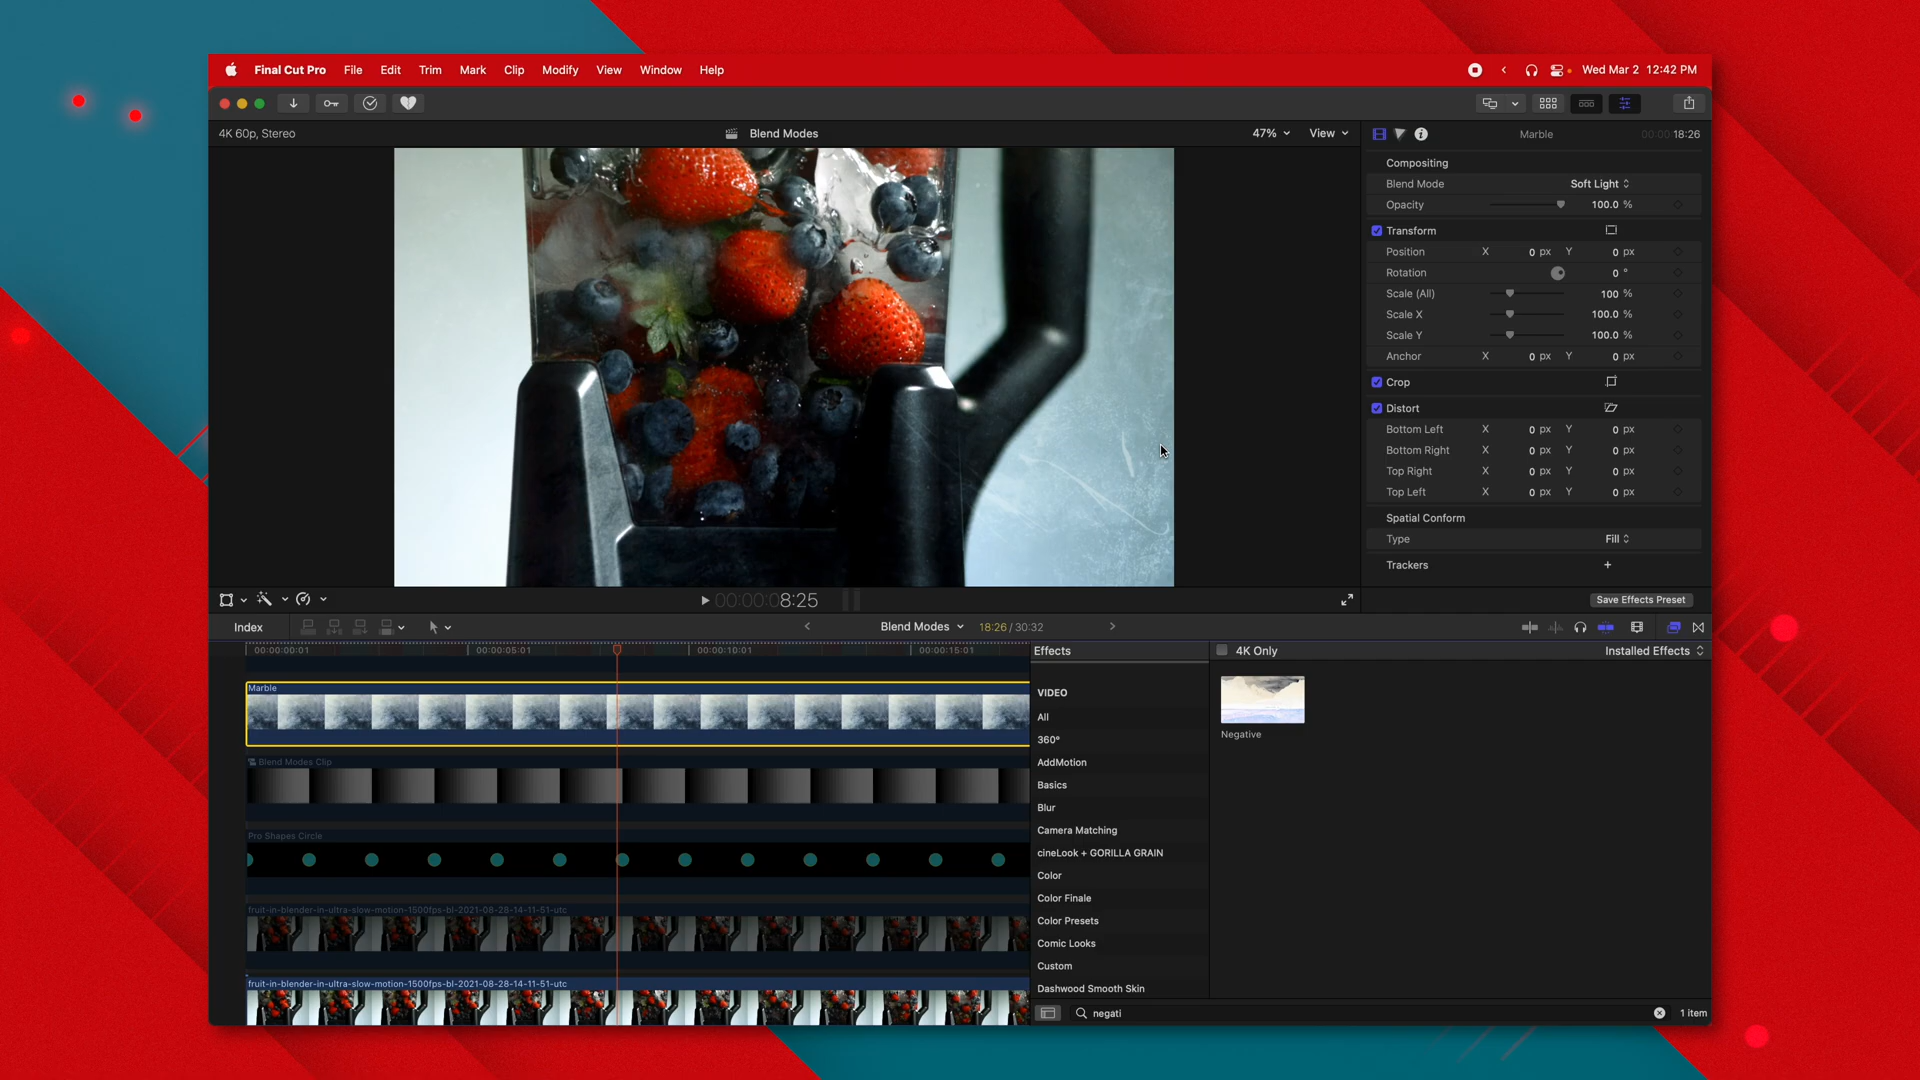 Final Cut Pro File Edit Trim Mark Clip Modify View Window Help Wed Mar 2 12:42 PM
4K 60p, Stereo Blend Modes 47% View Marble 00:00:18:26
Compositing
Blend Mode Soft Light
Opacity 100.0 %
Transform
Position X 0 px Y 0 px
Rotation 0 °
Scale (All) 100 %
Scale X 100.0 %
Scale Y 100.0 %
Anchor X 0 px Y 0 px
Crop
Distort
Bottom Left X 0 px Y 0 px
Bottom Right X 0 px Y 0 px
Top Right X 0 px Y 0 px
Top Left X 0 px Y 0 px
Spatial Conform
Type Fill
Trackers +
00:00:08:25 Save Effects Preset
Index Blend Modes 18:26 / 30:32
00:00:00:01 00:00:05:01 00:00:10:01 00:00:15:01
Marble
Blend Modes Clip
Pro Shapes Circle
fruit-in-blender-in-ultra-slow-motion-1500fps-bl-2021-08-28-14-11-51-utc
fruit-in-blender-in-ultra-slow-motion-1500fps-bl-2021-08-28-14-11-51-utc
Effects 4K Only Installed Effects
VIDEO
All
360°
AddMotion
Basics
Blur
Camera Matching
cineLook + GORILLA GRAIN
Color
Color Finale
Color Presets
Comic Looks
Custom
Dashwood Smooth Skin
Negative
negati 1 item